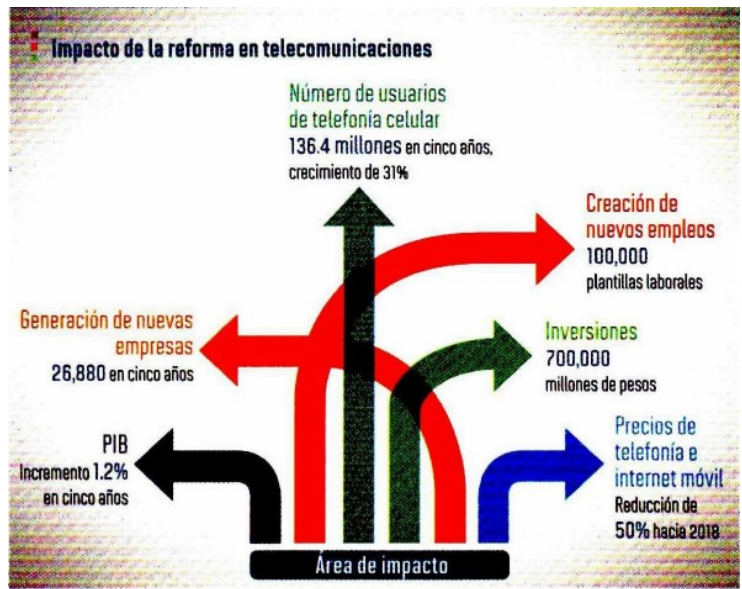 Impacto de la reforma en telecomunicaciones
Número de usuarios
de telefonía celular
136.4 millones en cinco años,
crecimiento de 31%
Creación de
nuevos empleos
100,000
plantillas laborales
Generación de nuevas
empresas
26,880 en cinco años
Inversiones
700,000
millones de pesos
PIB
Incremento 1.2%
en cinco años
Precios de
telefonía e
internet móvil
Reducción de
50% hacia 2018
Área de impacto